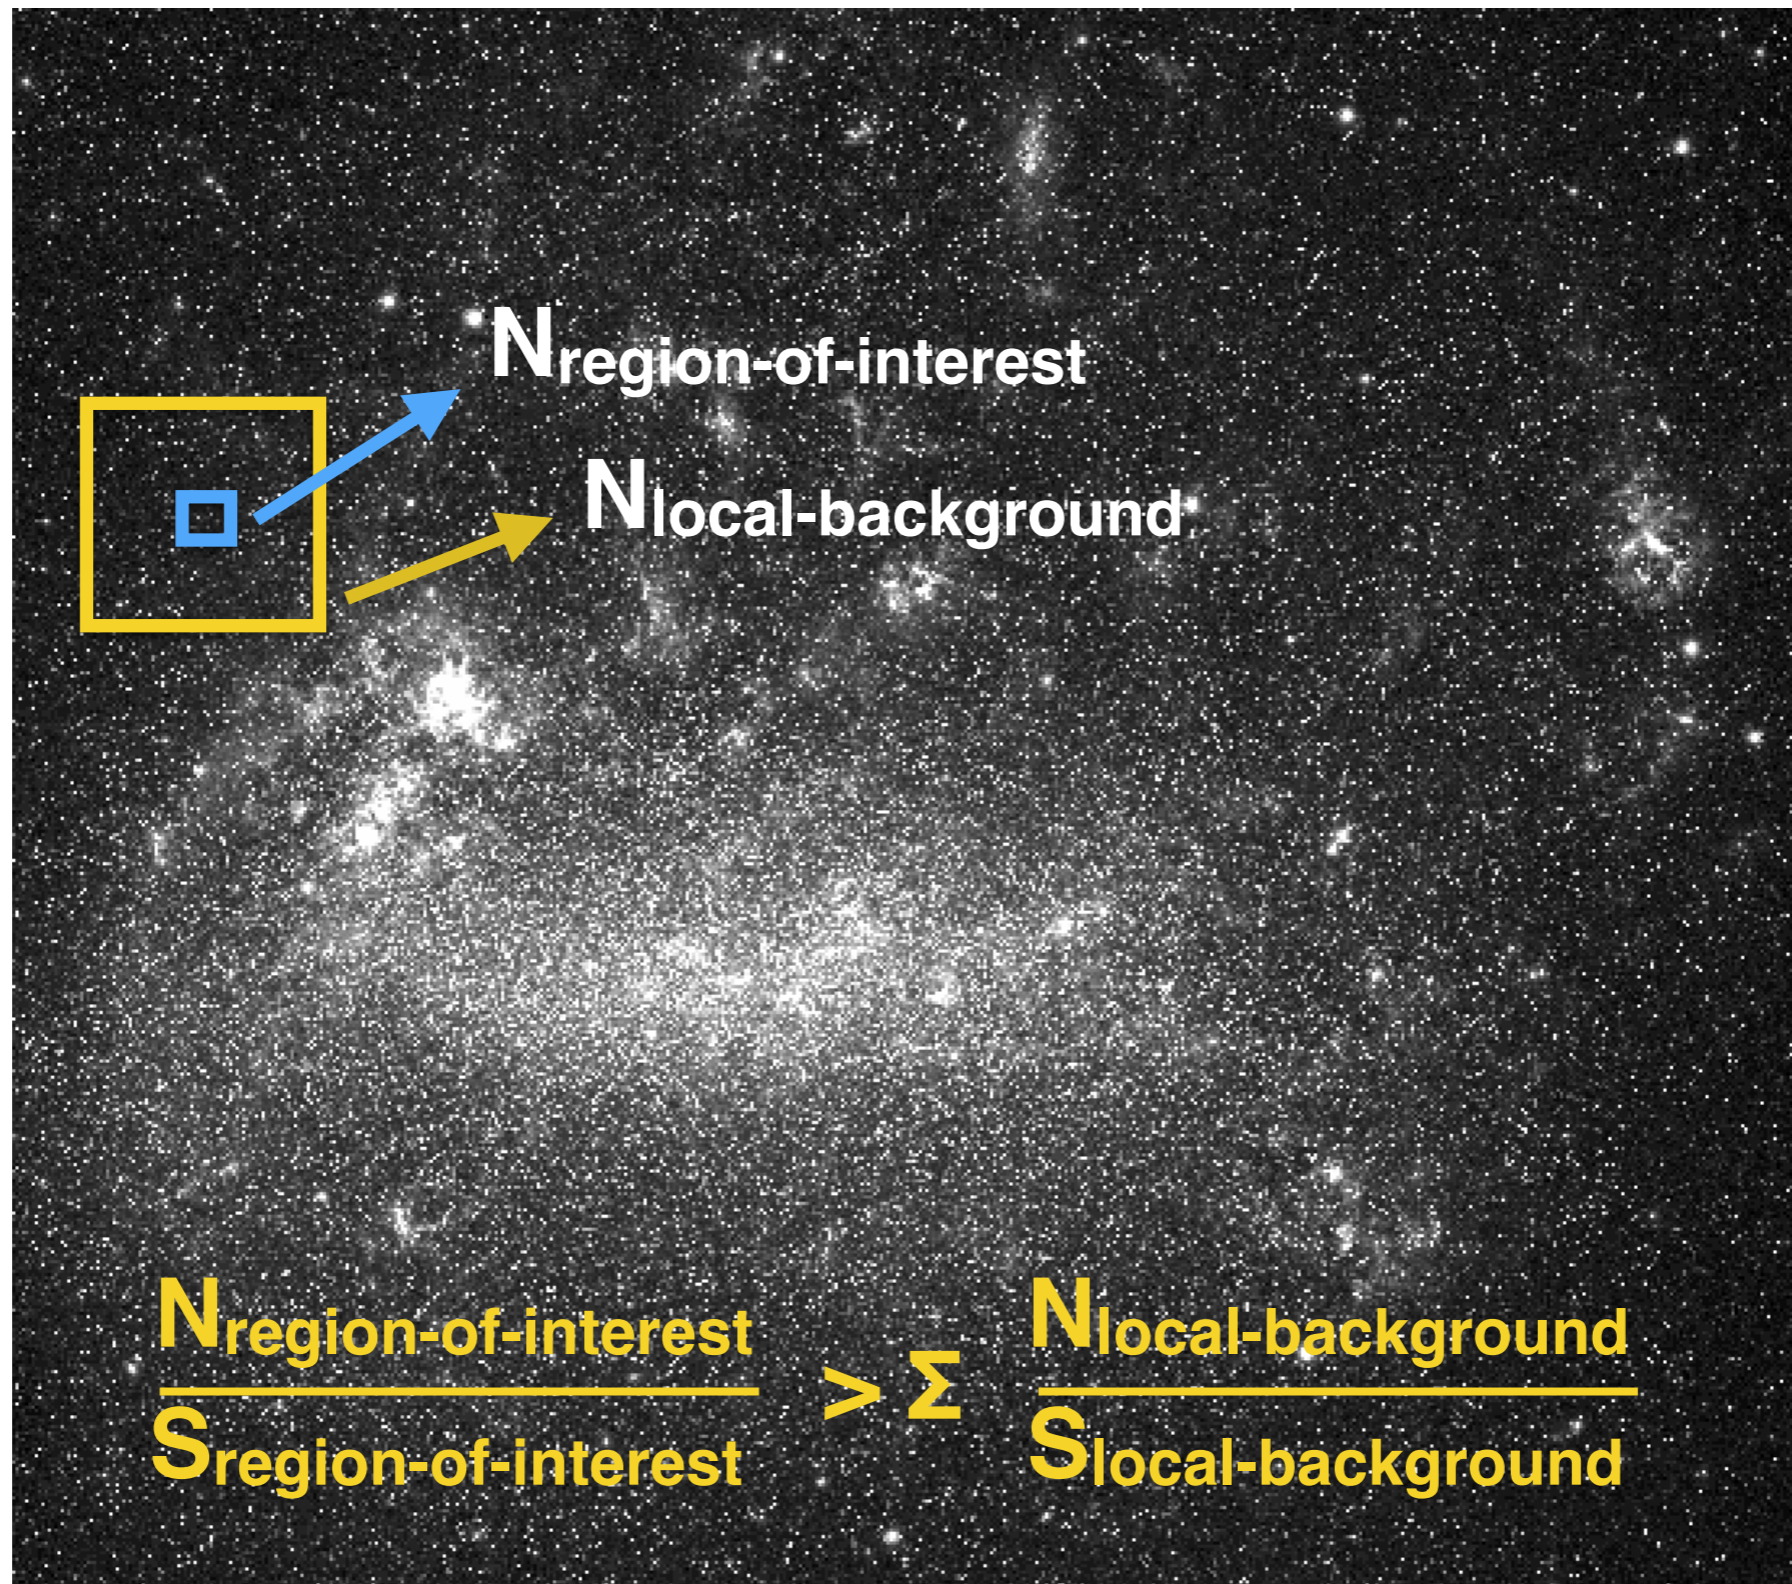 Nregion-of-interest
Nlocal-background
Nregion-of-interest Nlocal-background
> Σ
Sregion-of-interest Slocal-background